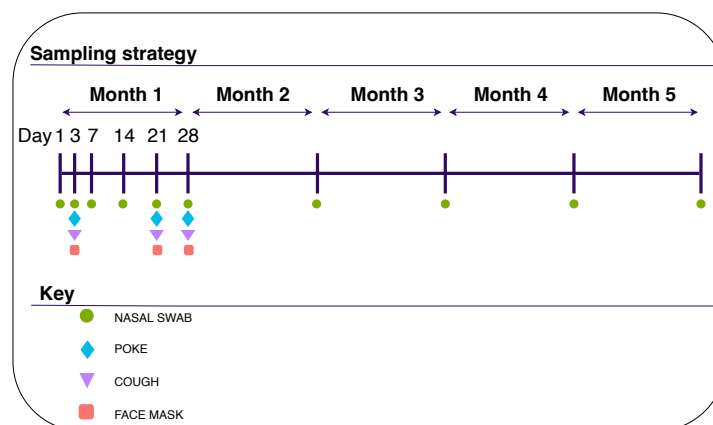 Sampling strategy
Month 1 Month 2 Month 3 Month 4 Month 5
Day 1 3 7 14 21 28
Key
NASAL SWAB
POKE
COUGH
FACE MASK